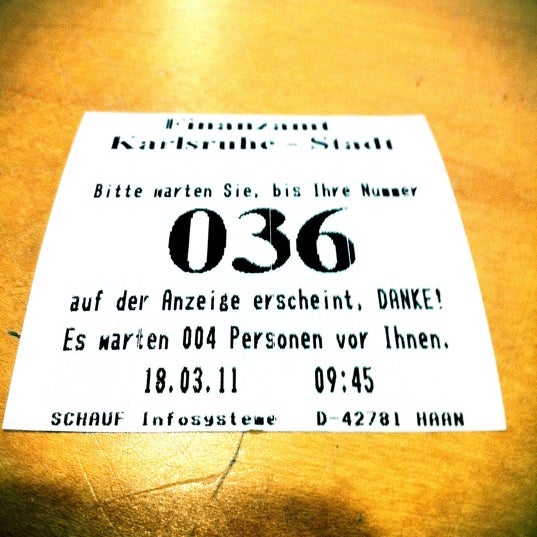 Finanzamt
Karlsruhe - Stadt
Bitte warten Sie, bis Ihre Nummer
036
auf der Anzeige erscheint, DANKE!
Es warten 004 Personen vor Ihnen.
18.03.11 09:45
SCHAUF Infosysteme D-42781 HAAN